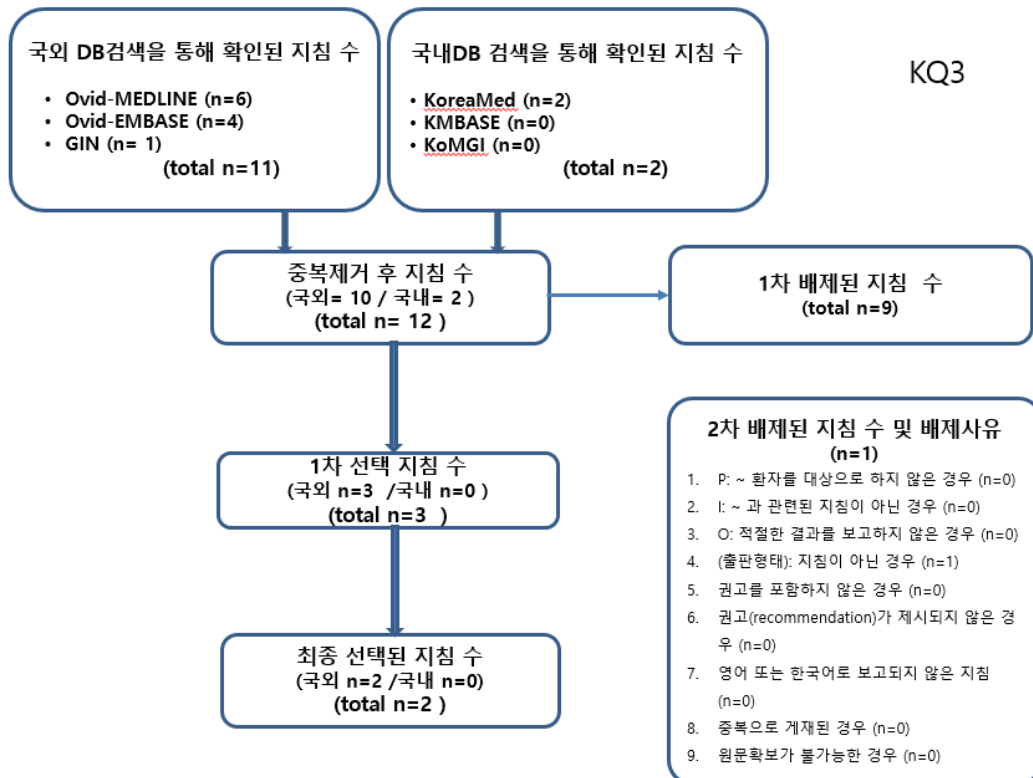 국외 DB검색을 통해 확인된 지침 수
• Ovid-MEDLINE (n=6)
• Ovid-EMBASE (n=4)
• GIN (n= 1)
(total n=11)
국내DB 검색을 통해 확인된 지침 수
• KoreaMed (n=2)
• KMBASE (n=0)
• KoMGI (n=0)
(total n=2)
KQ3
중복제거 후 지침 수
(국외= 10 / 국내= 2 )
(total n= 12 )
1차 배제된 지침 수
(total n=9)
1차 선택 지침 수
(국외 n=3 /국내 n=0 )
(total n=3 )
2차 배제된 지침 수 및 배제사유
(n=1)
1. P: ~ 환자를 대상으로 하지 않은 경우 (n=0)
2. I: ~ 과 관련된 지침이 아닌 경우 (n=0)
3. O: 적절한 결과를 보고하지 않은 경우 (n=0)
4. (출판형태): 지침이 아닌 경우 (n=1)
5. 권고를 포함하지 않은 경우 (n=0)
6. 권고(recommendation)가 제시되지 않은 경
우 (n=0)
7. 영어 또는 한국어로 보고되지 않은 지침
(n=0)
8. 중복으로 게재된 경우 (n=0)
9. 원문확보가 불가능한 경우 (n=0)
최종 선택된 지침 수
(국외 n=2 /국내 n=0)
(total n=2 )